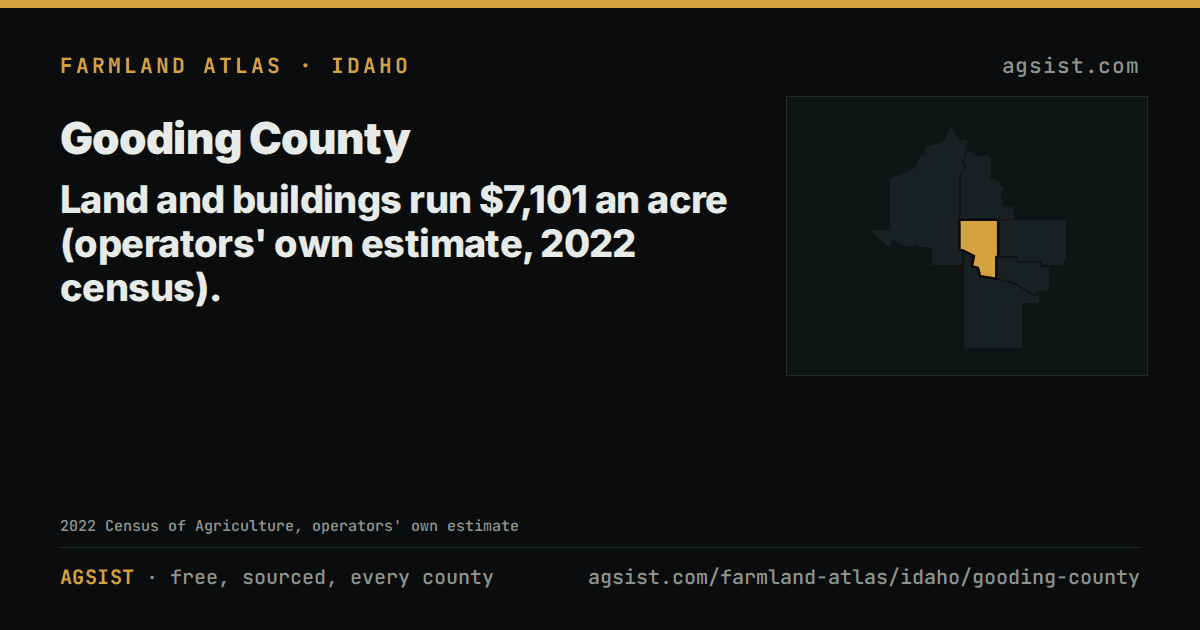 FARMLAND ATLAS · IDAHO
agsist.com
Gooding County
Land and buildings run $7,101 an acre
(operators' own estimate, 2022
census).
2022 Census of Agriculture, operators' own estimate
AGSIST · free, sourced, every county
agsist.com/farmland-atlas/idaho/gooding-county